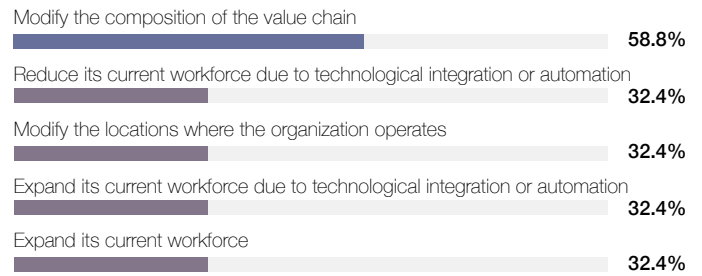 Modify the composition of the value chain
58.8%
Reduce its current workforce due to technological integration or automation
32.4%
Modify the locations where the organization operates
32.4%
Expand its current workforce due to technological integration or automation
32.4%
Expand its current workforce
32.4%